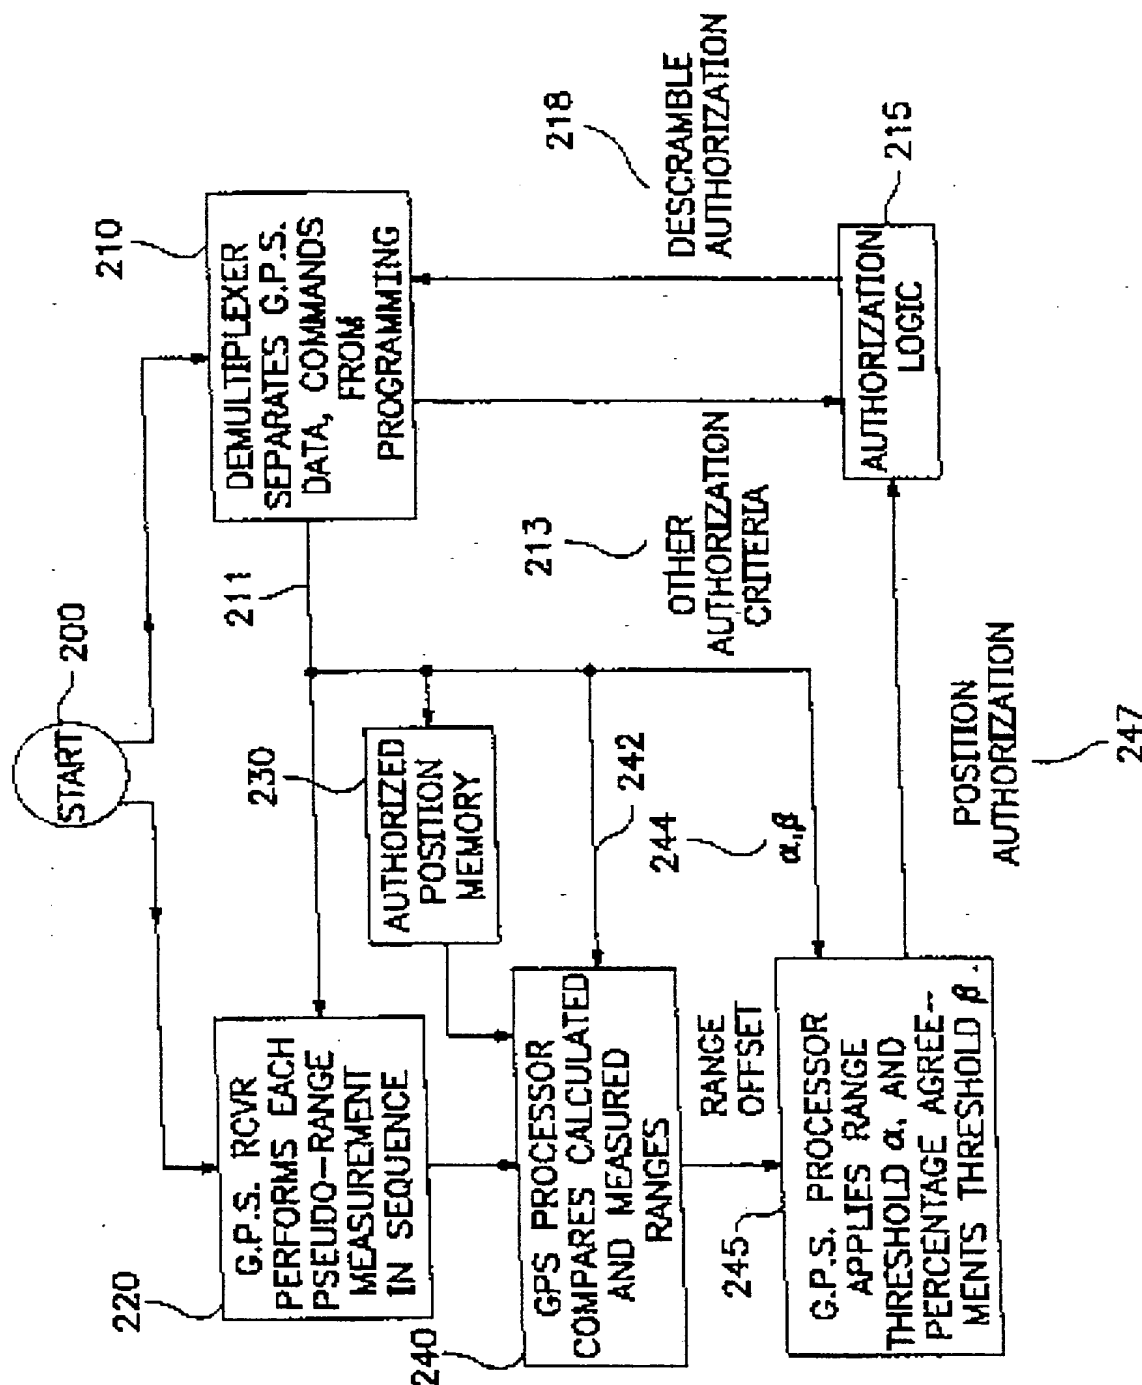 START
200
210
DEMULTIPLEXER
SEPARATES G.P.S.
DATA, COMMANDS
FROM
PROGRAMMING
211
220
G.P.S. RCVR
PERFORMS EACH
PSEUDO-RANGE
MEASUREMENT
IN SEQUENCE
230
AUTHORIZED
POSITION
MEMORY
240
GPS PROCESSOR
COMPARES CALCULATED
AND MEASURED
RANGES
242
244
α,β
213
OTHER
AUTHORIZATION
CRITERIA
218
DESCRAMBLE
AUTHORIZATION
RANGE
OFFSET
245
G.P.S. PROCESSOR
APPLIES RANGE
THRESHOLD α, AND
PERCENTAGE AGREE-
MENTS THRESHOLD β.
215
AUTHORIZATION
LOGIC
POSITION
AUTHORIZATION
247